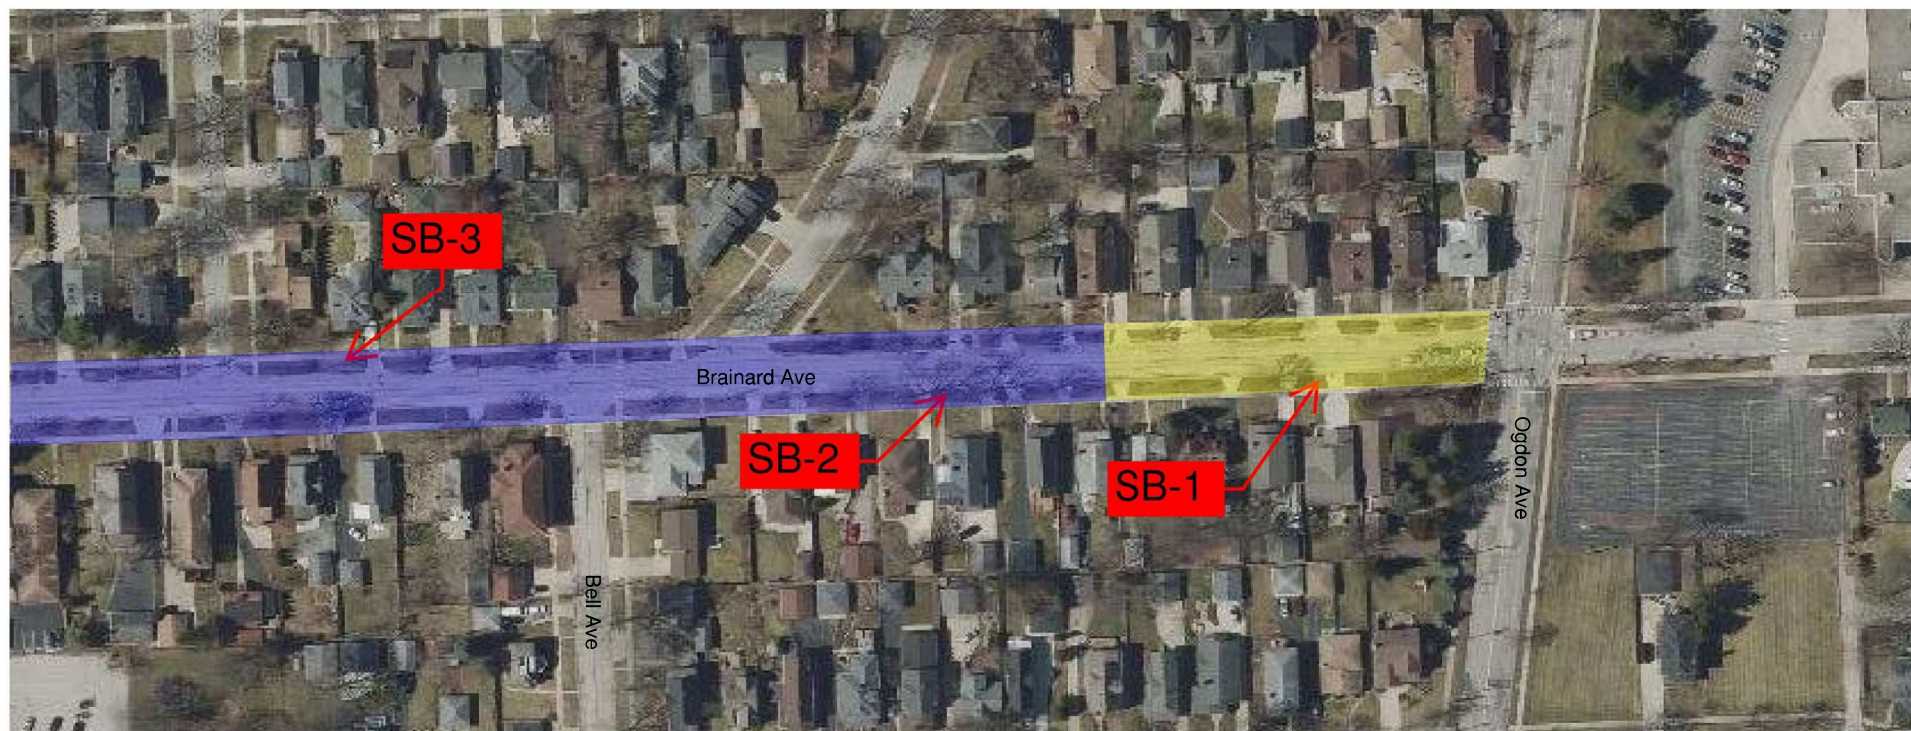 SB-3
Brainard Ave
SB-2
SB-1
Ogdon Ave
Bell Ave